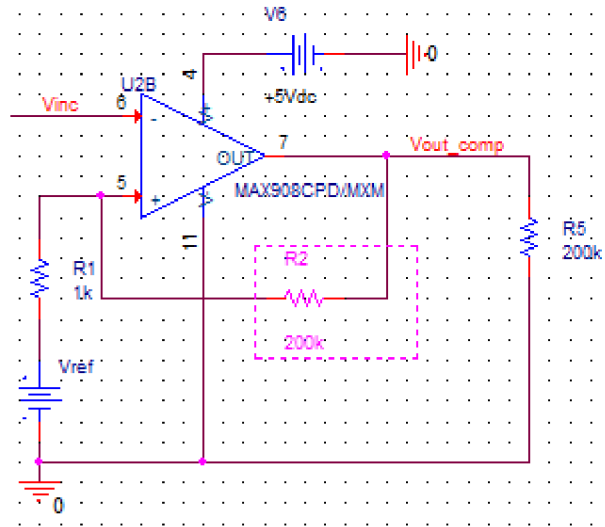 V6
0
+5Vdc
4
U2B
Vinc
6
-
7
OUT
Vout_comp
5
+
MAX908CPD/MXM
11
R1
1k
R2
200k
R5
200k
Vref
0